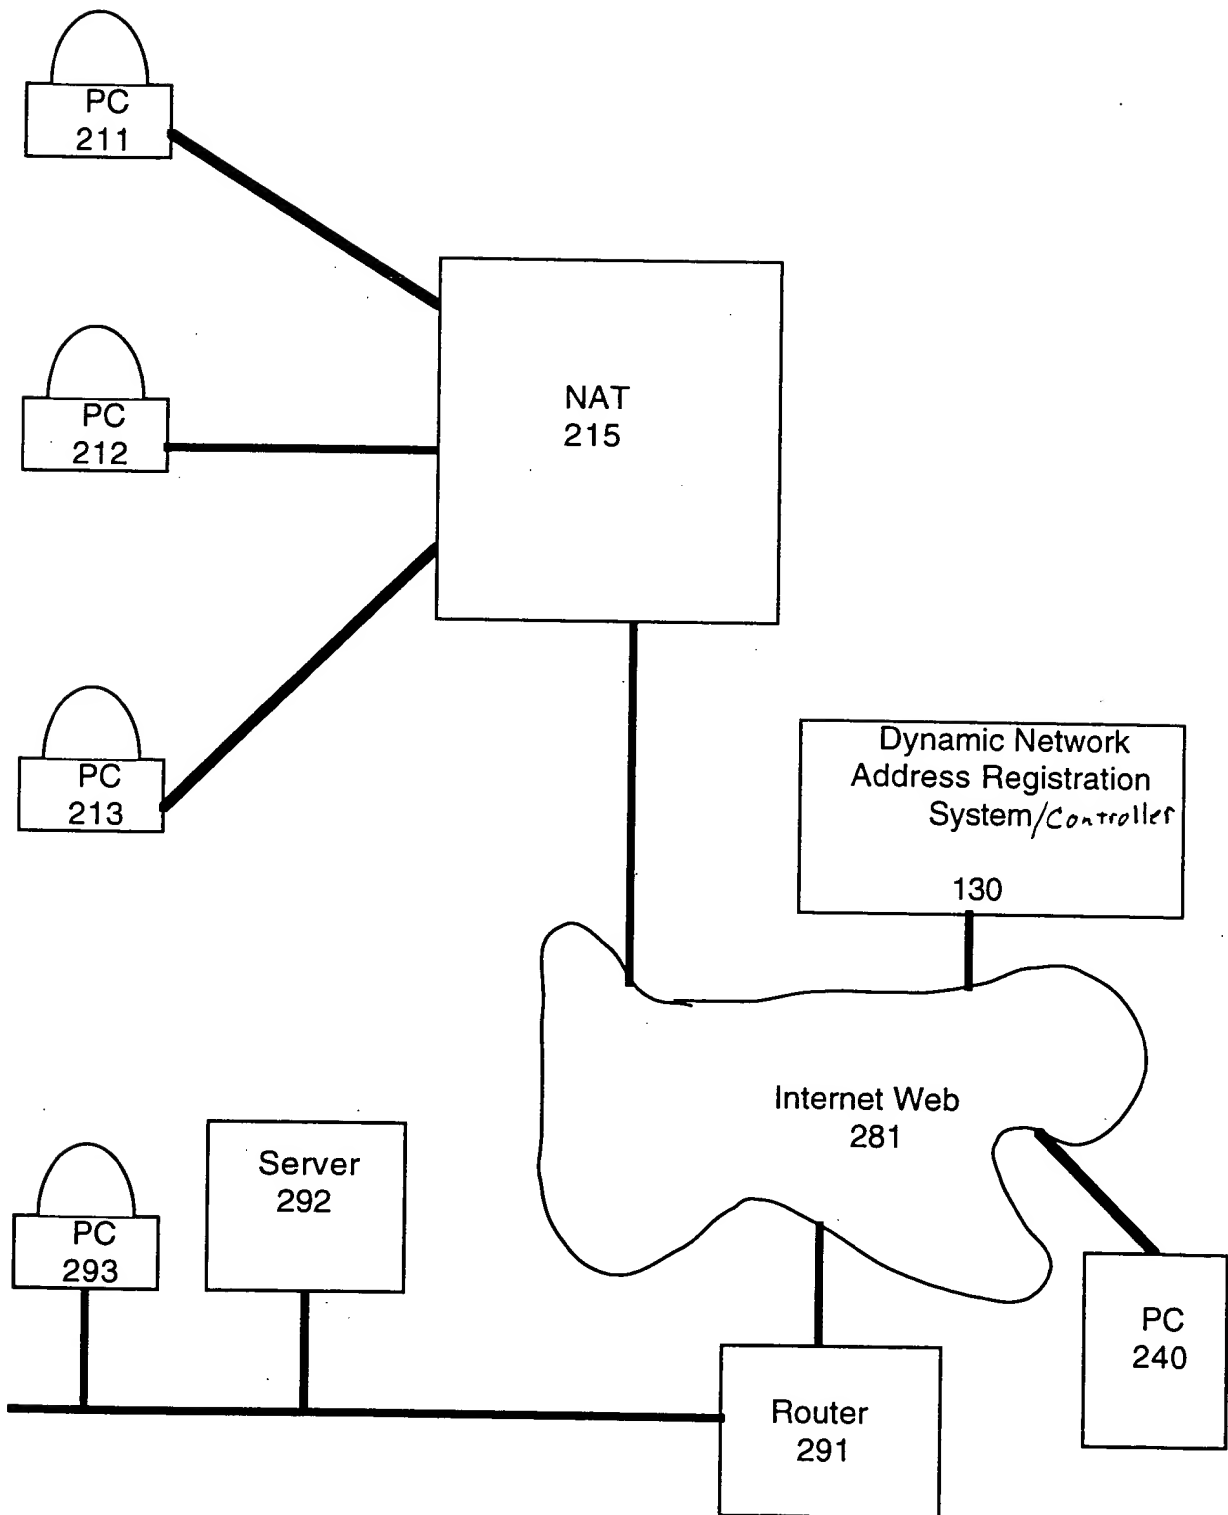 PC
211
NAT
215
PC
212
PC
213
Dynamic Network
Address Registration
System/Controller
130
Internet Web
281
Server
292
PC
293
PC
240
Router
291